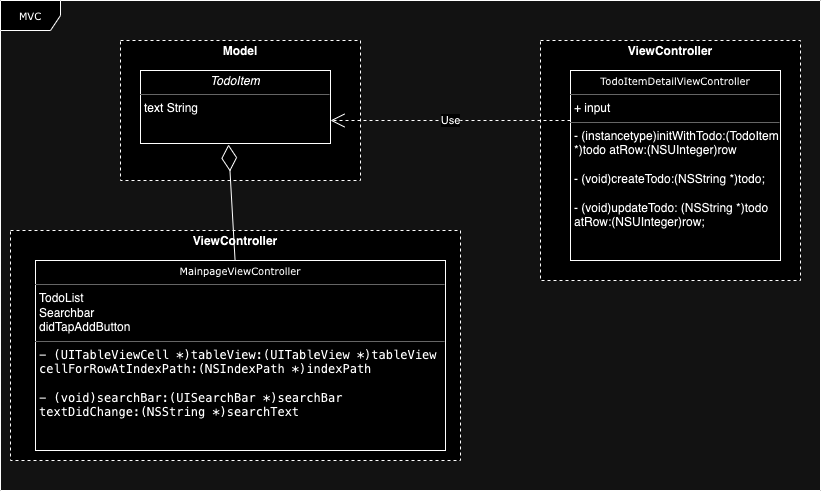 MVC
Model
TodoItem
text String
Use
ViewController
TodoItemDetailViewController
+ input
- (instancetype)initWithTodo:(TodoItem
*)todo atRow:(NSUInteger)row
- (void)createTodo:(NSString *)todo;
- (void)updateTodo: (NSString *)todo
atRow:(NSUInteger)row;
ViewController
MainpageViewController
TodoList
Searchbar
didTapAddButton
- (UITableViewCell *)tableView:(UITableView *)tableView
cellForRowAtIndexPath:(NSIndexPath *)indexPath
- (void)searchBar:(UISearchBar *)searchBar
textDidChange:(NSString *)searchText